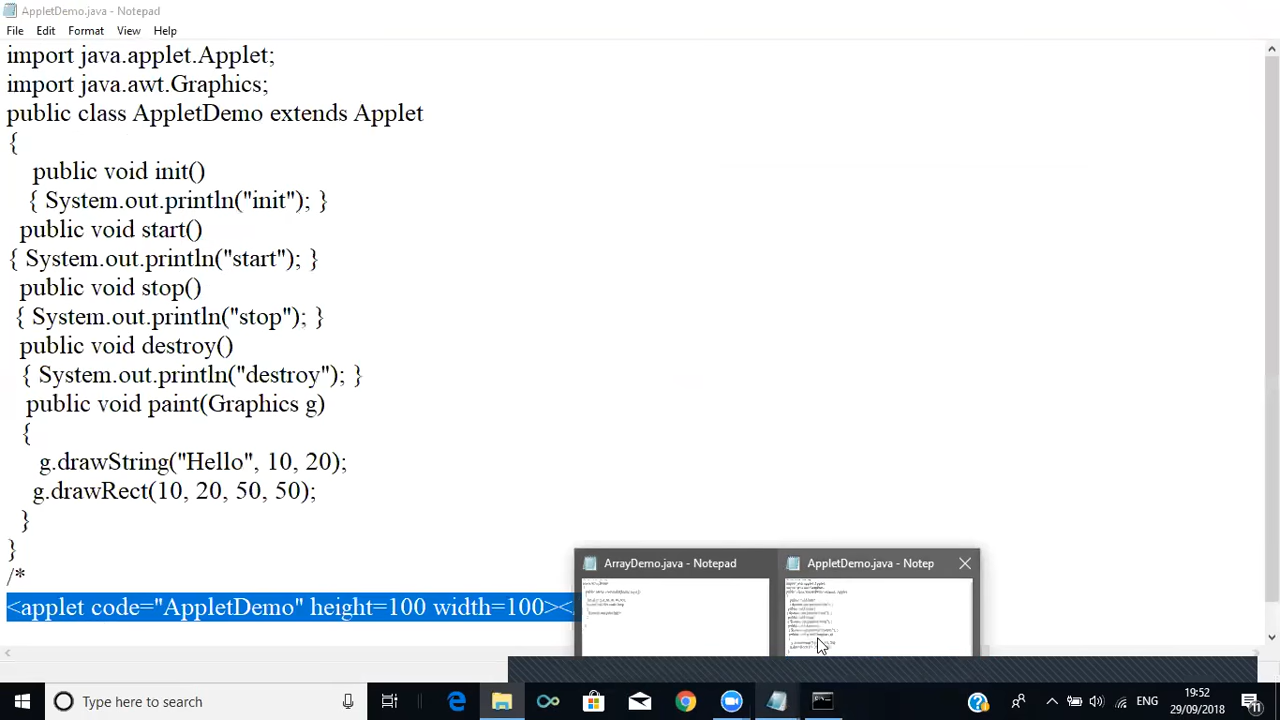 AppletDemo.java - Notepad
File Edit Format View Help
import java.applet.Applet;
import java.awt.Graphics;
public class AppletDemo extends Applet
{
public void init()
{ System.out.println("init"); }
public void start()
{ System.out.println("start"); }
public void stop()
{ System.out.println("stop"); }
public void destroy()
{ System.out.println("destroy"); }
public void paint(Graphics g)
{
g.drawString("Hello", 10, 20);
g.drawRect(10, 20, 50, 50);
}
}
/*
<applet code="AppletDemo" height=100 width=100><
ArrayDemo.java - Notepad
AppletDemo.java - Notep
Type here to search
ENG
19:52
29/09/2018
11